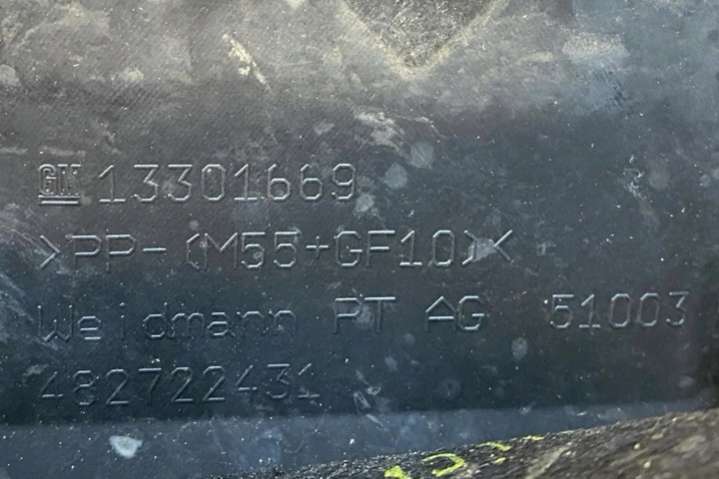 GM 13301669
>PP-(M55+GF10)<
Weidmann PT AG 51003
482722431